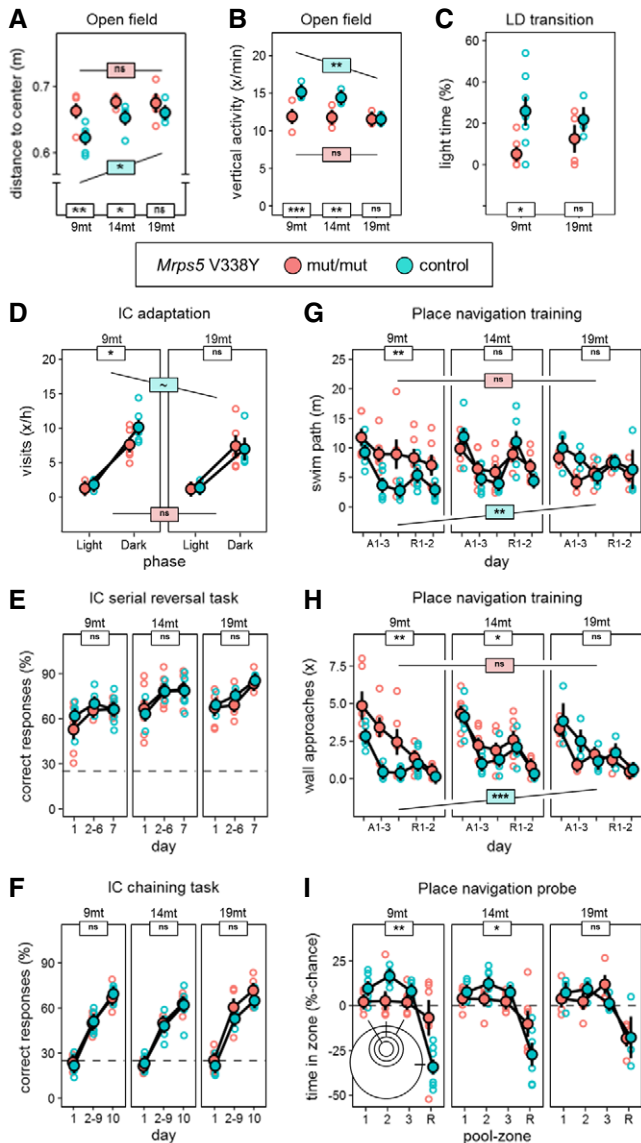 A Open field
distance to center (m)
0.7
0.6
ns
*
** * ns
9mt 14mt 19mt
B Open field
vertical activity (x/min)
20
15
10
5
0
**
ns
*** ** ns
9mt 14mt 19mt
C LD transition
light time (%)
60
40
20
0
* ns
9mt 19mt
Mrps5 V338Y mut/mut control
D IC adaptation
9mt 19mt
* ns
visits (x/h)
20
15
10
5
0
~
ns
Light Dark Light Dark
phase
E IC serial reversal task
9mt 14mt 19mt
ns ns ns
correct responses (%)
90
60
30
0
1 2-6 7 1 2-6 7 1 2-6 7
day
F IC chaining task
9mt 14mt 19mt
ns ns ns
correct responses (%)
90
60
30
0
1 2-9 10 1 2-9 10 1 2-9 10
day
G Place navigation training
9mt 14mt 19mt
** ns ns
swim path (m)
25
20
15
10
5
0
ns
**
A1-3 R1-2 A1-3 R1-2 A1-3 R1-2
day
H Place navigation training
9mt 14mt 19mt
** * ns
wall approaches (x)
7.5
5.0
2.5
0.0
ns
***
A1-3 R1-2 A1-3 R1-2 A1-3 R1-2
day
I Place navigation probe
9mt 14mt 19mt
** * ns
time in zone (%-chance)
25
0
-25
-50
1 2 3 R 1 2 3 R 1 2 3 R
pool-zone